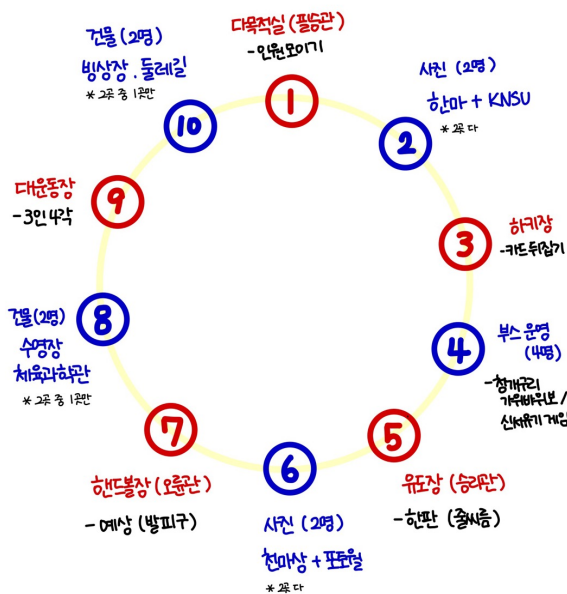 1
다목적실 (필승관)
-인원모이기
2
사진 (2명)
한마 + KNSU
* 2곳 다
3
하키장
-카드뒤집기
4
부스 운영
(4명)
-청개구리
가위바위보 /
신서유기 게임
5
유도장 (승리관)
-한판 (줄씨름)
6
사진 (2명)
천마상 + 포토월
* 2곳 다
7
핸드볼장 (오륜관)
- 예상 (발피구)
8
건물(2명)
수영장
체육과학관
* 2곳 중 1곳만
9
대운동장
-3인 4각
10
건물 (2명)
빙상장 . 둘레길
* 2곳 중 1곳만